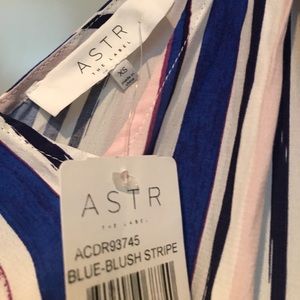 ASTR
THE LABEL
XS
ASTR
THE LABEL
ACDR93745
BLUE-BLUSH STRIPE